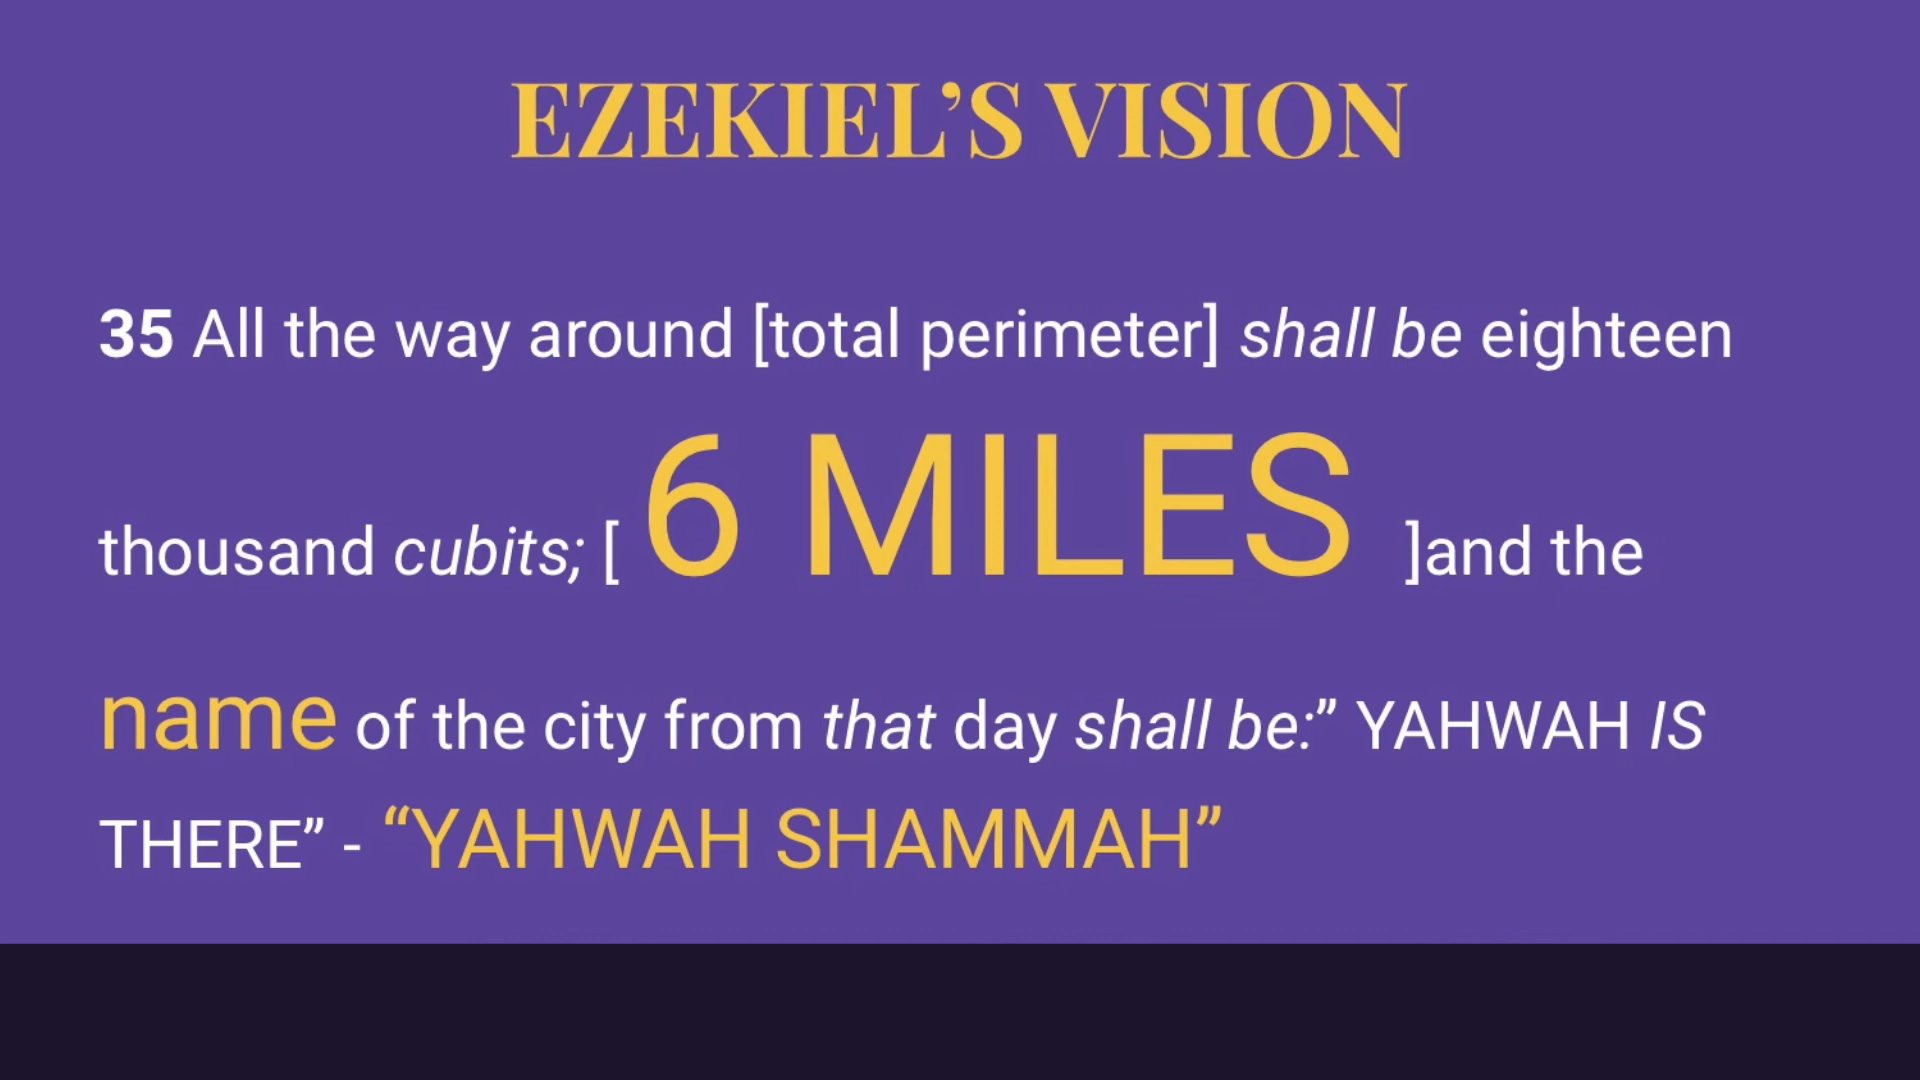 EZEKIEL’S VISION
35 All the way around [total perimeter] shall be eighteen
thousand cubits; [ 6 MILES ]and the
name of the city from that day shall be:” YAHWAH IS
THERE” - “YAHWAH SHAMMAH”